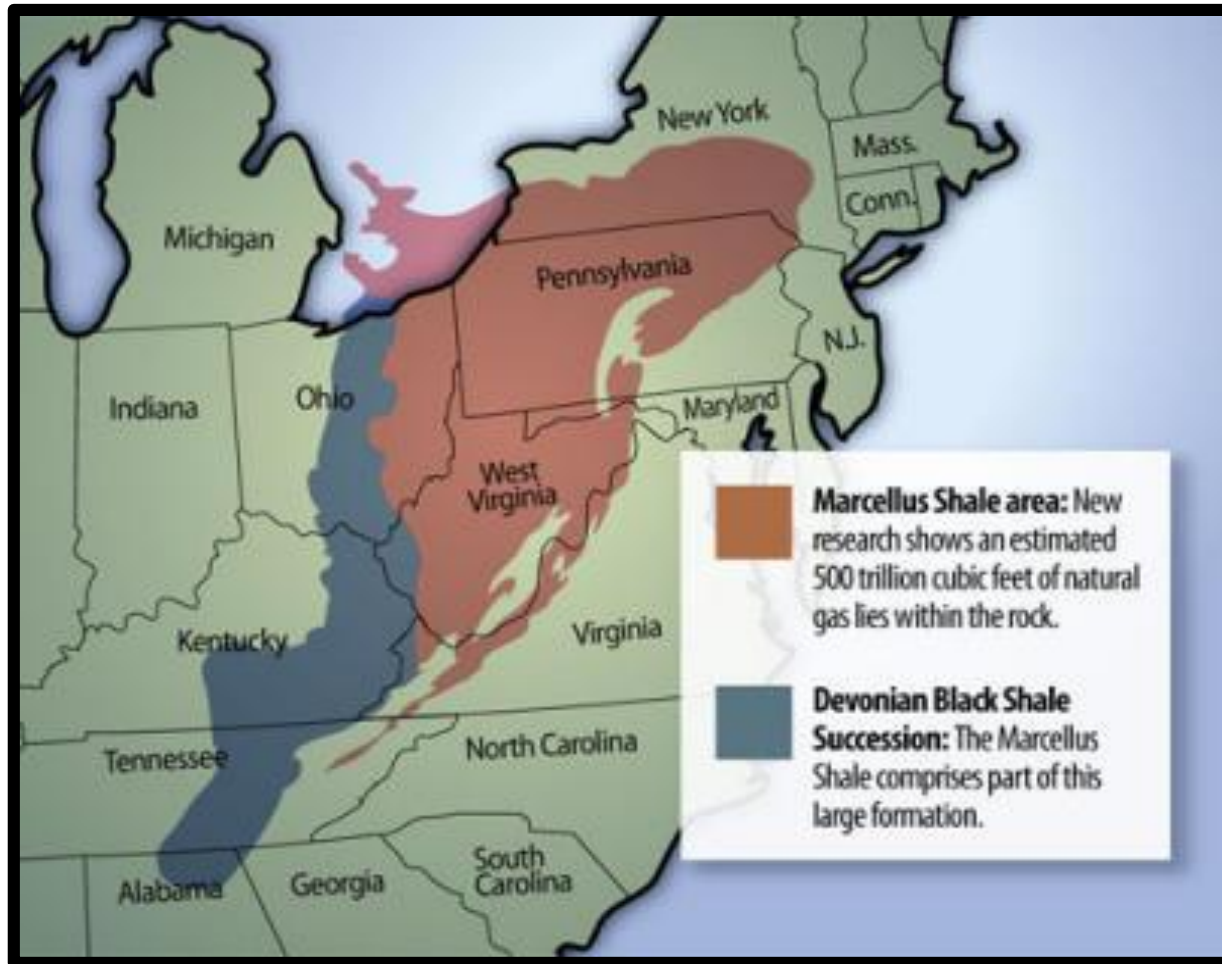 New York
Mass.
Conn.
Michigan
Pennsylvania
N.J.
Indiana
Ohio
Maryland
West
Virginia
Kentucky
Virginia
Tennessee
North Carolina
Alabama
Georgia
South
Carolina
Marcellus Shale area: New
research shows an estimated
500 trillion cubic feet of natural
gas lies within the rock.
Devonian Black Shale
Succession: The Marcellus
Shale comprises part of this
large formation.